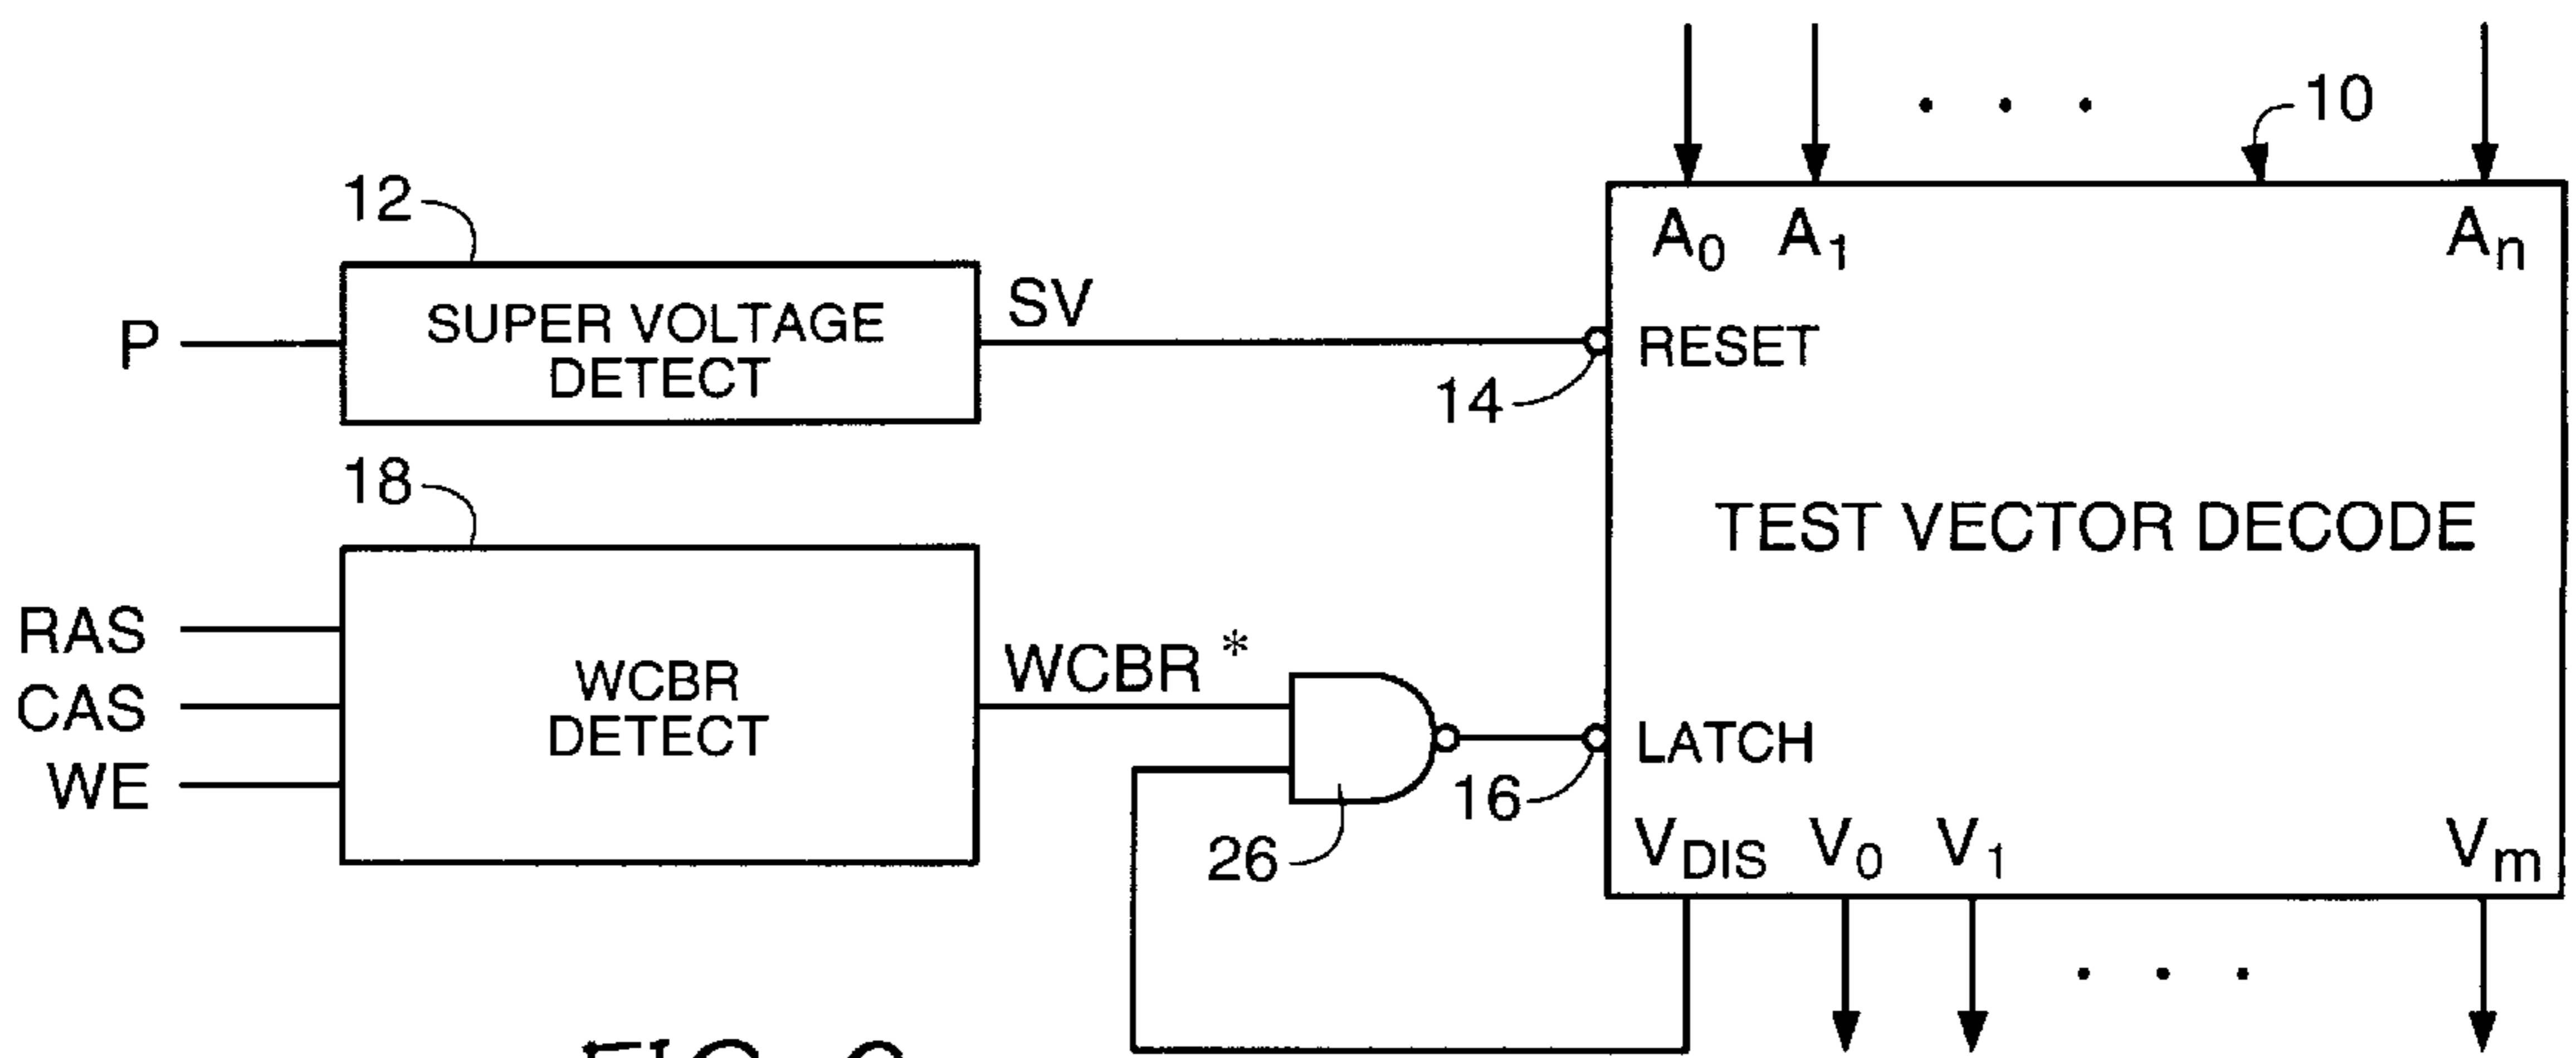 10
12
A0 A1 An
SV
P
SUPER VOLTAGE
DETECT
RESET
14
18
TEST VECTOR DECODE
RAS
CAS
WE
WCBR
DETECT
WCBR *
LATCH
16
26
VDIS V0 V1 Vm